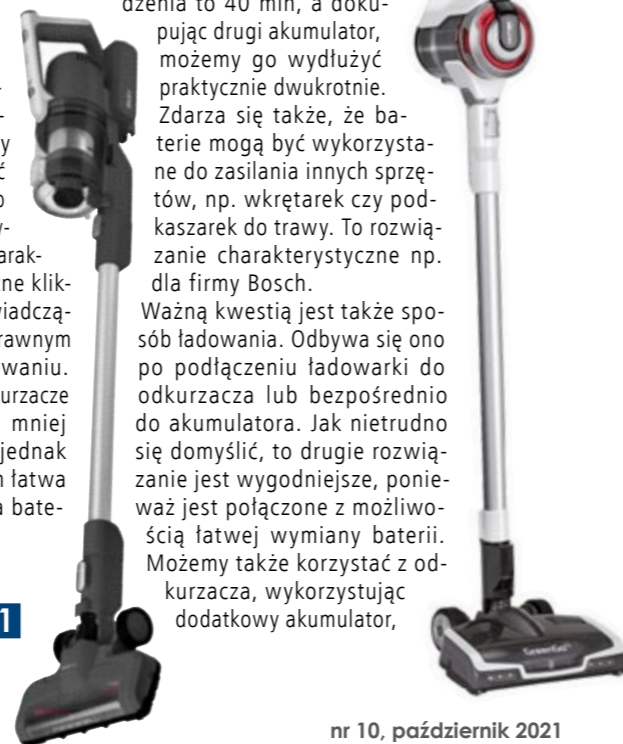 dzenia to 40 min, a doku-
pując drugi akumulator,
możemy go wydłużyć
praktycznie dwukrotnie.
Zdarza się także, że ba-
terie mogą być wykorzysta-
ne do zasilania innych sprzę-
tów, np. wkrętarek czy pod-
kaszarek do trawy. To rozwią-
zanie charakterystyczne np.
dla firmy Bosch.
Ważną kwestią jest także spo-
sób ładowania. Odbywa się ono
po podłączeniu ładowarki do
odkurzacza lub bezpośrednio
do akumulatora. Jak nietrudno
się domyślić, to drugie rozwią-
zanie jest wygodniejsze, ponie-
waż jest połączone z możliwo-
ścią łatwej wymiany baterii.
Możemy także korzystać z od-
kurzacza, wykorzystując
dodatkowy akumulator,
nr 10, październik 2021